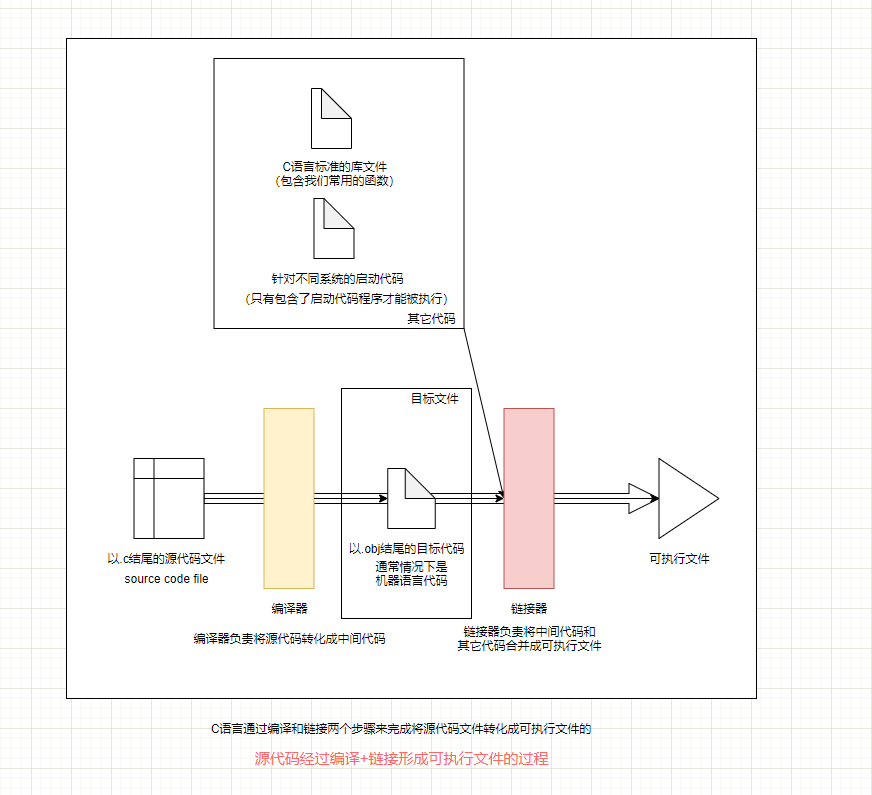 C语言标准的库文件
(包含我们常用的函数)
针对不同系统的启动代码
(只有包含了启动代码程序才能被执行)
其它代码
目标文件
以.c结尾的源代码文件
source code file
编译器
编译器负责将源代码转化成中间代码
以.obj结尾的目标代码
通常情况下是
机器语言代码
链接器
链接器负责将中间代码和
其它代码合并成可执行文件
可执行文件
C语言通过编译和链接两个步骤来完成将源代码文件转化成可执行文件的
源代码经过编译+链接形成可执行文件的过程